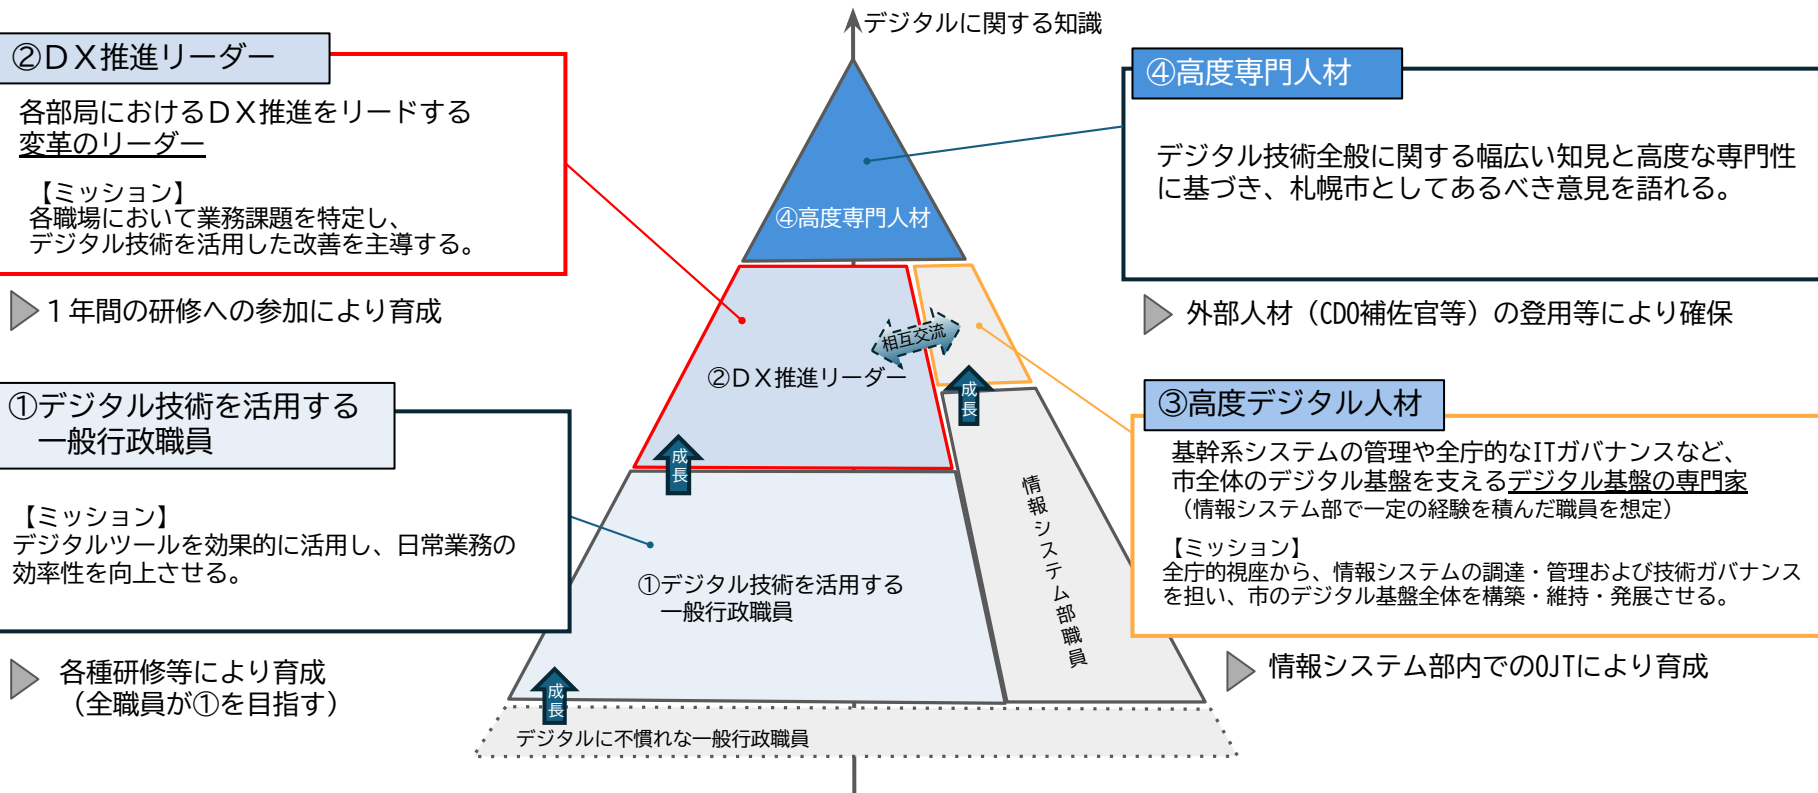 デジタルに関する知識
②ＤＸ推進リーダー
各部局におけるＤＸ推進をリードする
変革のリーダー
【ミッション】
各職場において業務課題を特定し、
デジタル技術を活用した改善を主導する。
１年間の研修への参加により育成
①デジタル技術を活用する
一般行政職員
【ミッション】
デジタルツールを効果的に活用し、日常業務の
効率性を向上させる。
各種研修等により育成
（全職員が①を目指す）
④高度専門人材
②ＤＸ推進リーダー
相互交流
成長
成長
①デジタル技術を活用する
一般行政職員
情報システム部職員
成長
デジタルに不慣れな一般行政職員
④高度専門人材
デジタル技術全般に関する幅広い知見と高度な専門性
に基づき、札幌市としてあるべき意見を語れる。
外部人材（CDO補佐官等）の登用等により確保
③高度デジタル人材
基幹系システムの管理や全庁的なITガバナンスなど、
市全体のデジタル基盤を支えるデジタル基盤の専門家
（情報システム部で一定の経験を積んだ職員を想定）
【ミッション】
全庁的視座から、情報システムの調達・管理および技術ガバナンス
を担い、市のデジタル基盤全体を構築・維持・発展させる。
情報システム部内でのOJTにより育成